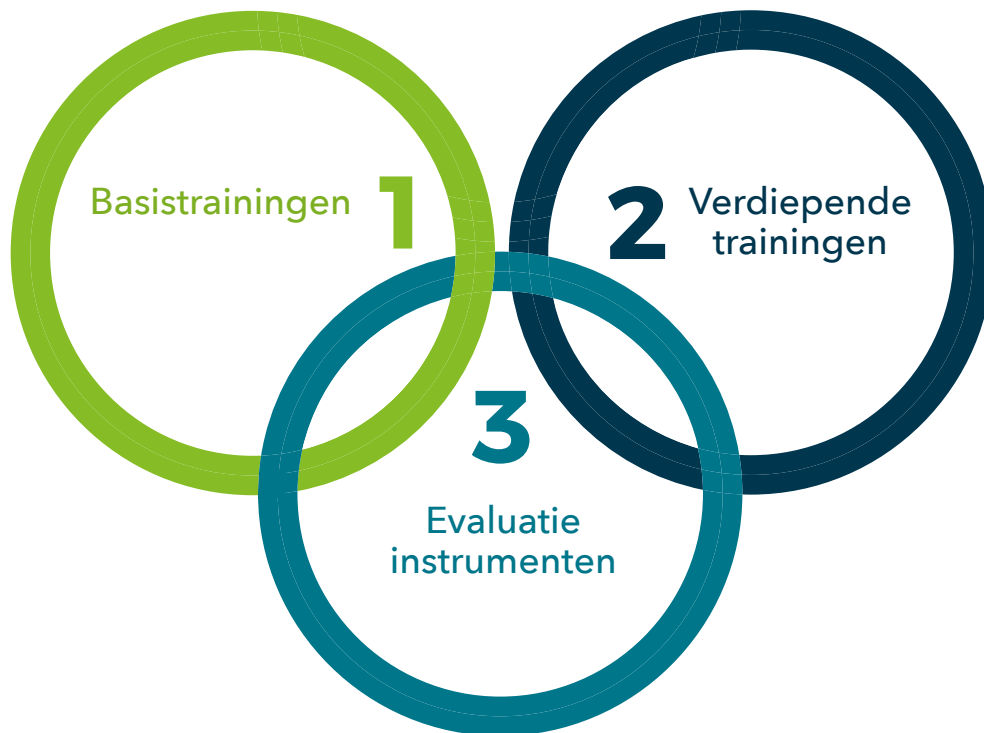 Basistrainingen 1
2 Verdiepende
trainingen
3
Evaluatie
instrumenten